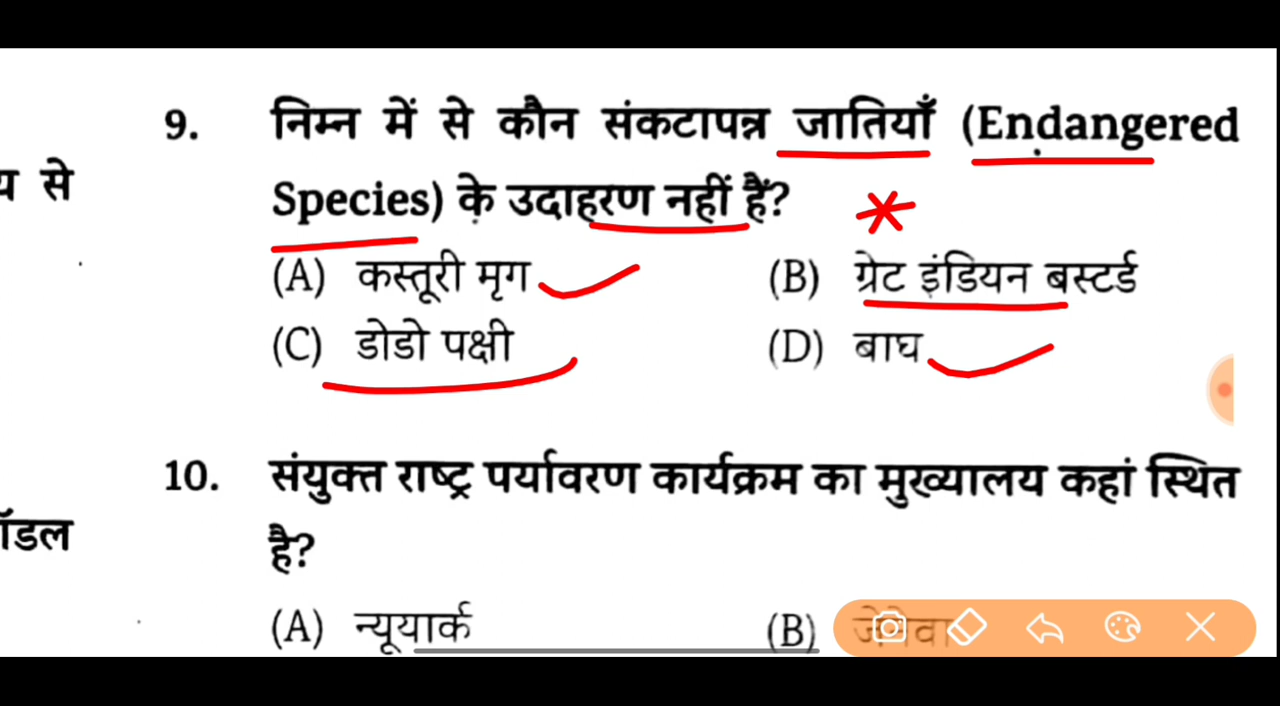 9. निम्न में से कौन संकटापन्न जातियाँ (Endangered
य से
Species) के उदाहरण नहीं हैं?
(A) कस्तूरी मृग (B) ग्रेट इंडियन बस्टर्ड
(C) डोडो पक्षी (D) बाघ
10. संयुक्त राष्ट्र पर्यावरण कार्यक्रम का मुख्यालय कहां स्थित
ॉडल
है?
(A) न्यूयार्क (B) जेनेवा